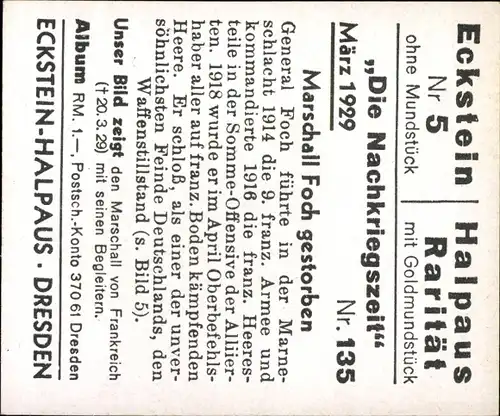 Eckstein | Halpaus
Nr 5 | Rarität
ohne Mundstück | mit Goldmundstück
„Die Nachkriegszeit“
März 1929 Nr. 135
Marschall Foch gestorben
General Foch führte in der Marne-
schlacht 1914 die 9. franz. Armee und
kommandierte 1916 die franz. Heeres-
teile in der Somme-Offensive der Alliier-
ten. 1918 wurde er im April Oberbefehls-
haber aller auf franz. Boden kämpfenden
Heere. Er schloß, als einer der unver-
söhnlichsten Feinde Deutschlands, den
Waffenstillstand (s. Bild 5).
Unser Bild zeigt den Marschall von Frankreich
(† 20. 3. 29) mit seinen Begleitern.
Album RM. 1.–, Postsch.-Konto 370 61 Dresden
ECKSTEIN-HALPAUS · DRESDEN